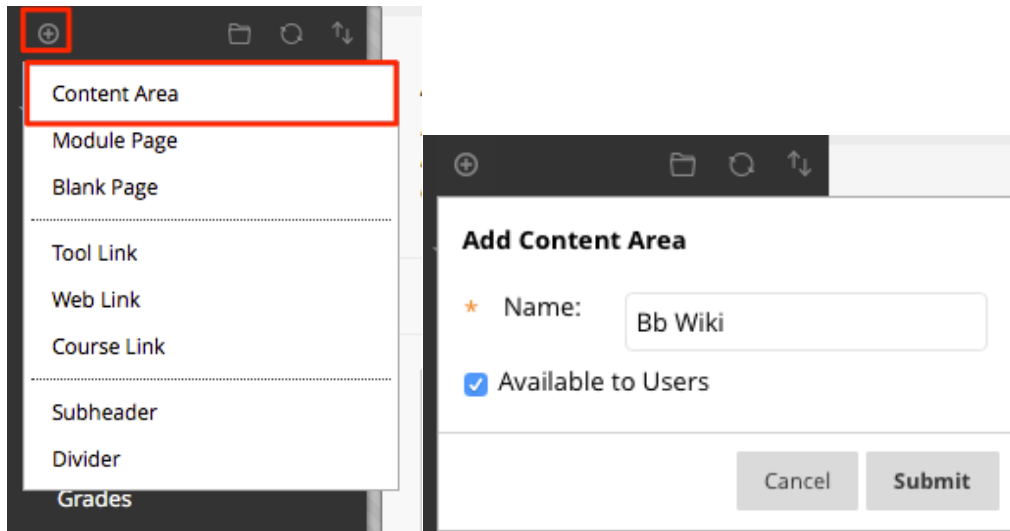 Content Area
Module Page
Blank Page
Tool Link
Web Link
Course Link
Subheader
Divider
Grades
Add Content Area
* Name: Bb Wiki
Available to Users
Cancel Submit